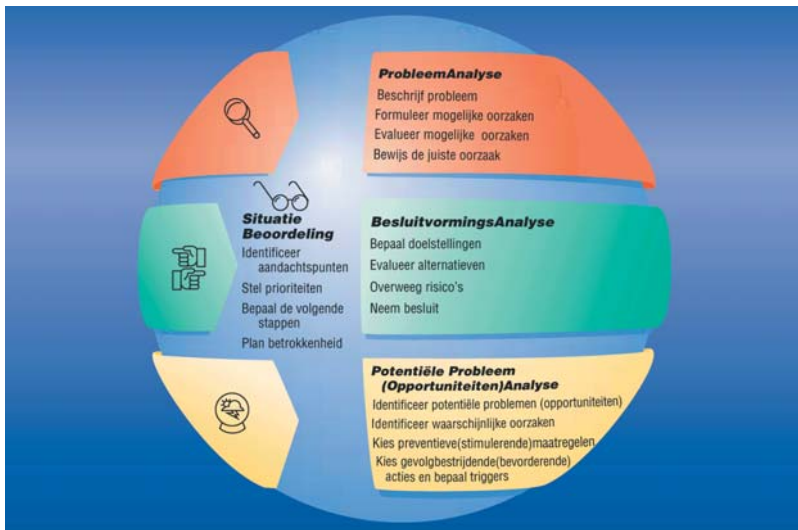 ProbleemAnalyse
Beschrijf probleem
Formuleer mogelijke oorzaken
Evalueer mogelijke oorzaken
Bewijs de juiste oorzaak
Situatie
Beoordeling
Identificeer
aandachtspunten
Stel prioriteiten
Bepaal de volgende
stappen
Plan betrokkenheid
BesluitvormingsAnalyse
Bepaal doelstellingen
Evalueer alternatieven
Overweeg risico's
Neem besluit
Potentiële Probleem
(Opportuniteiten)Analyse
Identificeer potentiële problemen (opportuniteiten)
Identificeer waarschijnlijke oorzaken
Kies preventieve(stimulerende)maatregelen
Kies gevolgbestrijdende(bevorderende)
acties en bepaal triggers